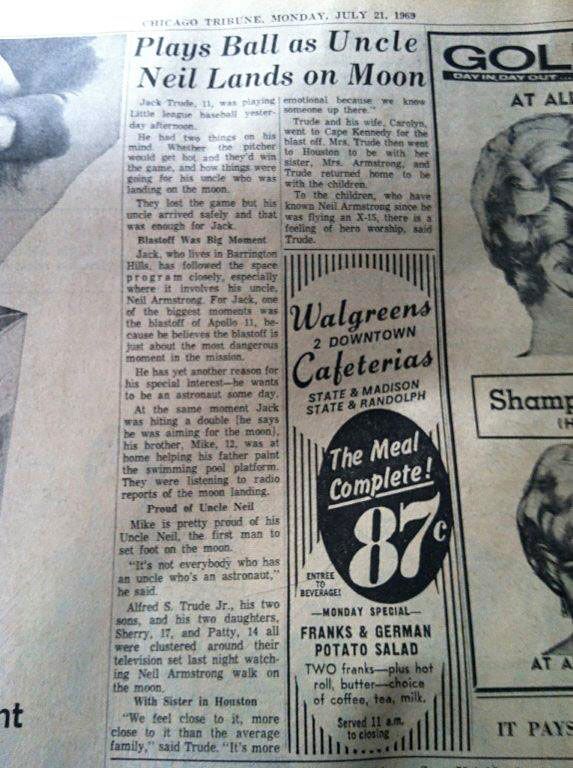 CHICAGO TRIBUNE, MONDAY, JULY 21, 1969
Plays Ball as Uncle
Neil Lands on Moon
Jack Trude, 11, was playing
Little league baseball yester-
day afternoon.
He had two things on his
mind. Whether the pitcher
would get hot and they'd win
the game, and how things were
going for his uncle who was
landing on the moon.
They lost the game but his
uncle arrived safely and that
was enough for Jack.
Blastoff Was Big Moment
Jack, who lives in Barrington
Hills, has followed the space
program closely, especially
where it involves his uncle,
Neil Armstrong. For Jack, one
of the biggest moments was
the blastoff of Apollo 11, be-
cause he believes the blastoff is
just about the most dangerous
moment in the mission.
He has yet another reason for
his special interest—he wants
to be an astronaut some day.
At the same moment Jack
was hiting a double [he says
he was aiming for the moon],
his brother, Mike, 12, was at
home helping his father paint
the swimming pool platform.
They were listening to radio
reports of the moon landing.
Proud of Uncle Neil
Mike is pretty proud of his
Uncle Neil, the first man to
set foot on the moon.
"It's not everybody who has
an uncle who's an astronaut,"
he said.
Alfred S. Trude Jr., his two
sons, and his two daughters,
Sherry, 17, and Patty, 14 all
were clustered around their
television set last night watch-
ing Neil Armstrong walk on
the moon.
With Sister in Houston
"We feel close to it, more
close to it than the average
family," said Trude. "It's more
emotional because we know
someone up there."
Trude and his wife, Carolyn,
went to Cape Kennedy for the
blast off. Mrs. Trude then went
to Houston to be with her
sister, Mrs. Armstrong, and
Trude returned home to be
with the children.
To the children, who have
known Neil Armstrong since he
was flying an X-15, there is a
feeling of hero worship, said
Trude.
Walgreens
2 DOWNTOWN
Cafeterias
STATE & MADISON
STATE & RANDOLPH
The Meal
Complete!
87c
ENTREE
TO
BEVERAGE!
—MONDAY SPECIAL—
FRANKS & GERMAN
POTATO SALAD
TWO franks—plus hot
roll, butter—choice
of coffee, tea, milk.
Served 11 a.m.
to closing
GOL
DAY IN, DAY OUT
AT AL
Shamp
(H
AT A
IT PAYS
nt